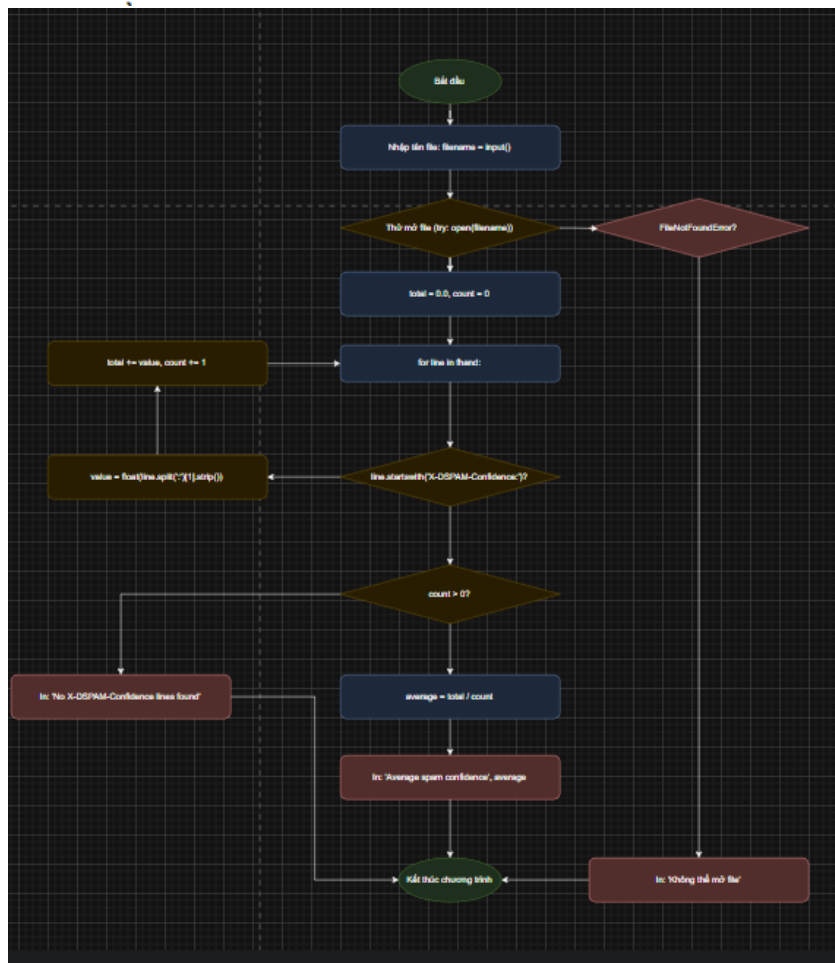 Bắt đầu
Nhập tên file: filename = input()
Thử mở file (try: open(filename))
FileNotFoundError?
total = 0.0, count = 0
total += value, count += 1
for line in fhand:
value = float(line.split(':')[1].strip())
line.startswith('X-DSPAM-Confidence:')?
count > 0?
In: 'No X-DSPAM-Confidence lines found'
average = total / count
In: 'Average spam confidence', average
Kết thúc chương trình
In: 'Không thể mở file'